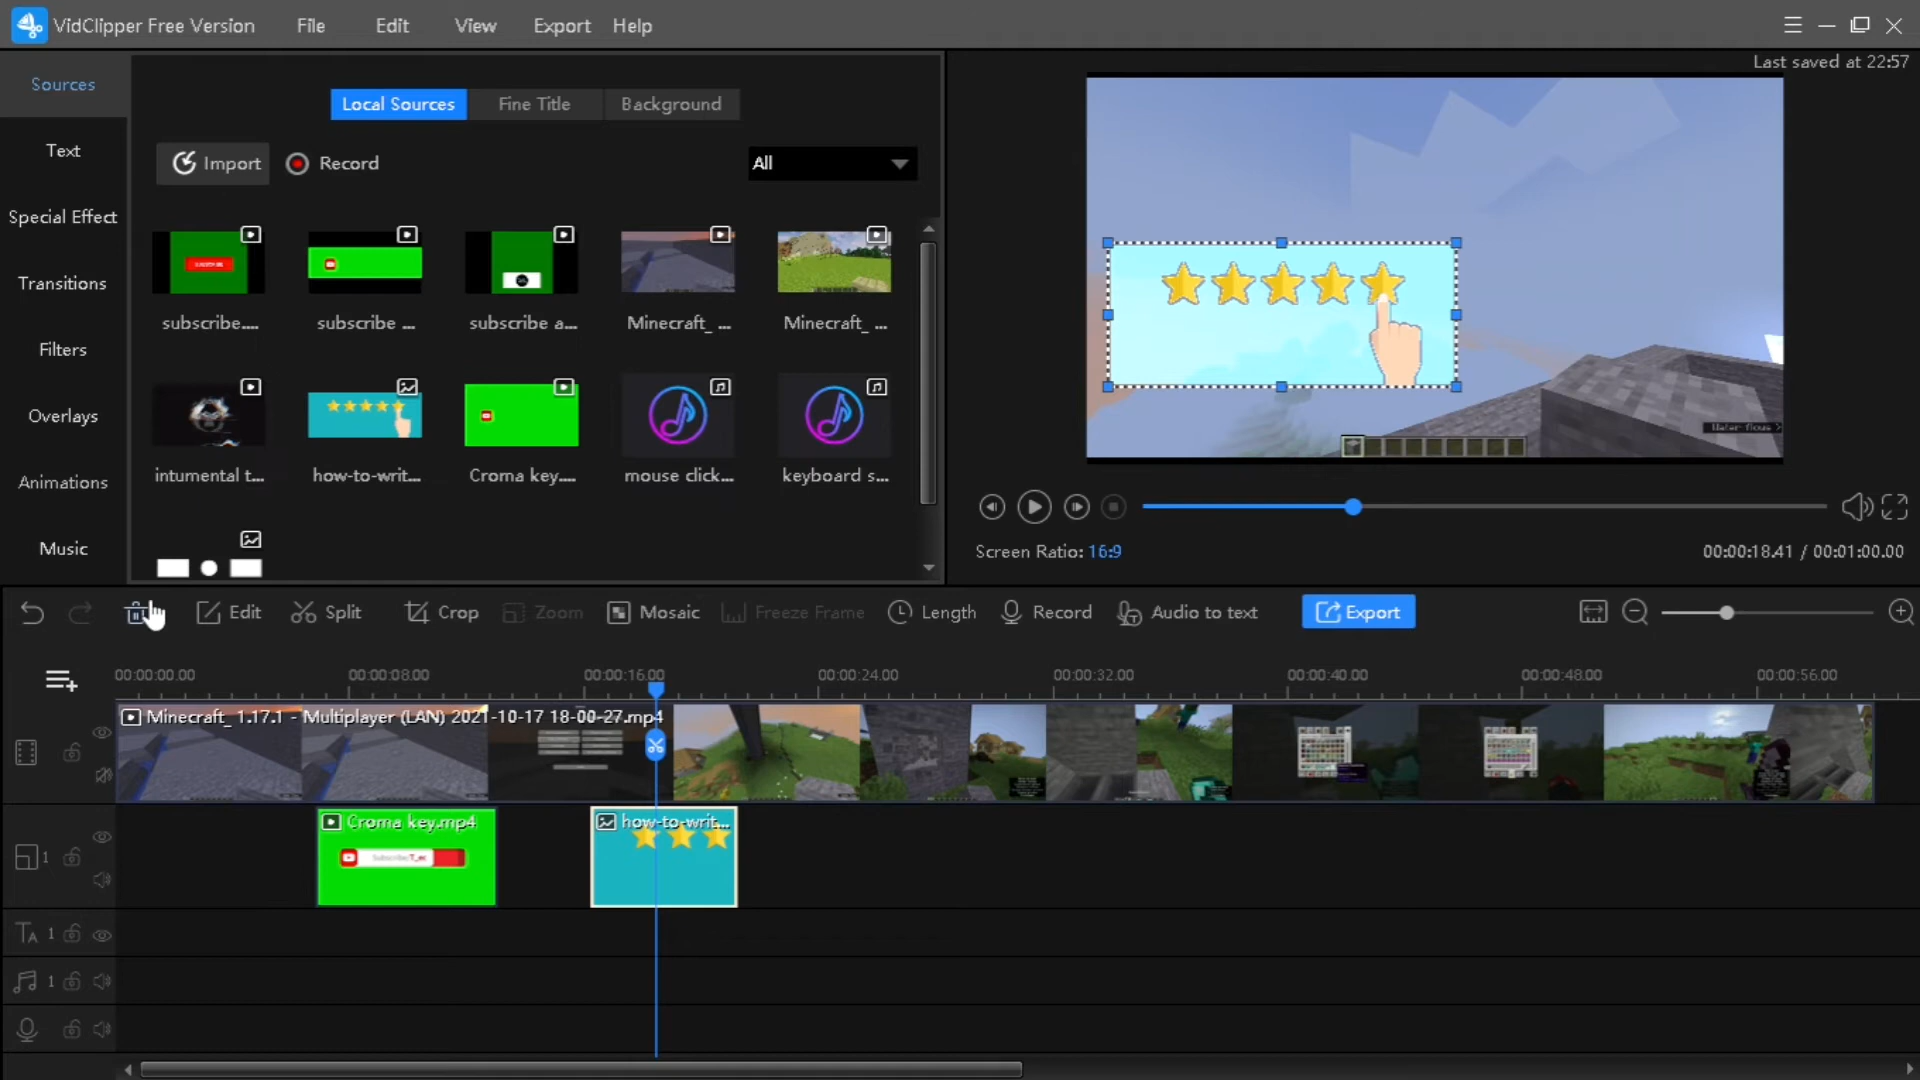 VidClipper Free Version File Edit View Export Help
Last saved at 22:57
Sources
Text
Special Effect
Transitions
Filters
Overlays
Animations
Music
Local Sources Fine Title Background
Import Record All
subscribe.... subscribe ... subscribe a... Minecraft_ ... Minecraft_ ...
intumental t... how-to-writ... Croma key.... mouse click... keyboard s...
Screen Ratio: 16:9
00:00:18.41 / 00:01:00.00
Edit Split Crop Zoom Mosaic Freeze Frame Length Record Audio to text Export
00:00:00.00 00:00:08.00 00:00:16.00 00:00:24.00 00:00:32.00 00:00:40.00 00:00:48.00 00:00:56.00
Minecraft_ 1.17.1 - Multiplayer (LAN) 2021-10-17 18-00-27.mp4
Croma key.mp4 how-to-writ...
1
1
1